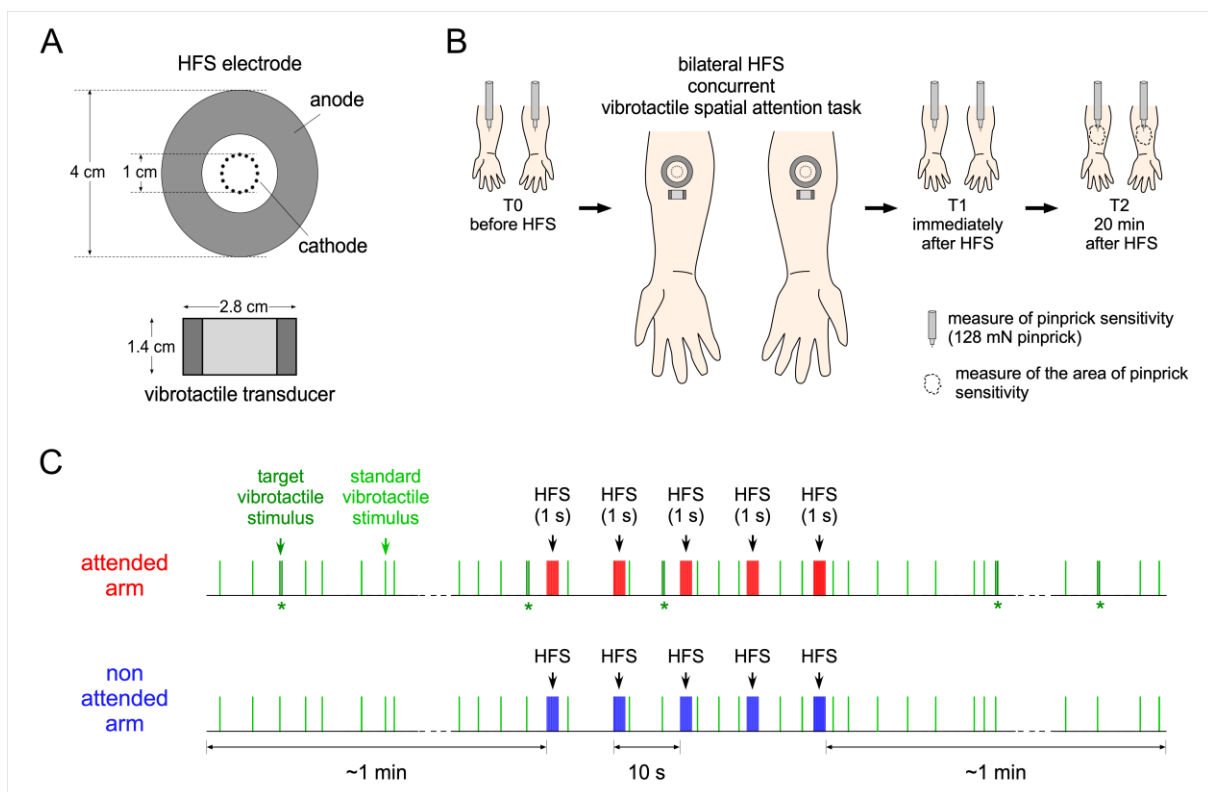 A
HFS electrode
anode
4 cm
1 cm
cathode
2.8 cm
1.4 cm
vibrotactile transducer
B
bilateral HFS
concurrent
vibrotactile spatial attention task
T0
before HFS
T1
immediately
after HFS
T2
20 min
after HFS
measure of pinprick sensitivity
(128 mN pinprick)
measure of the area of pinprick
sensitivity
C
target
vibrotactile
stimulus
standard
vibrotactile
stimulus
HFS
(1 s)
HFS
(1 s)
HFS
(1 s)
HFS
(1 s)
HFS
(1 s)
attended
arm
* * * * *
non
attended
arm
HFS HFS HFS HFS HFS
~1 min
10 s
~1 min